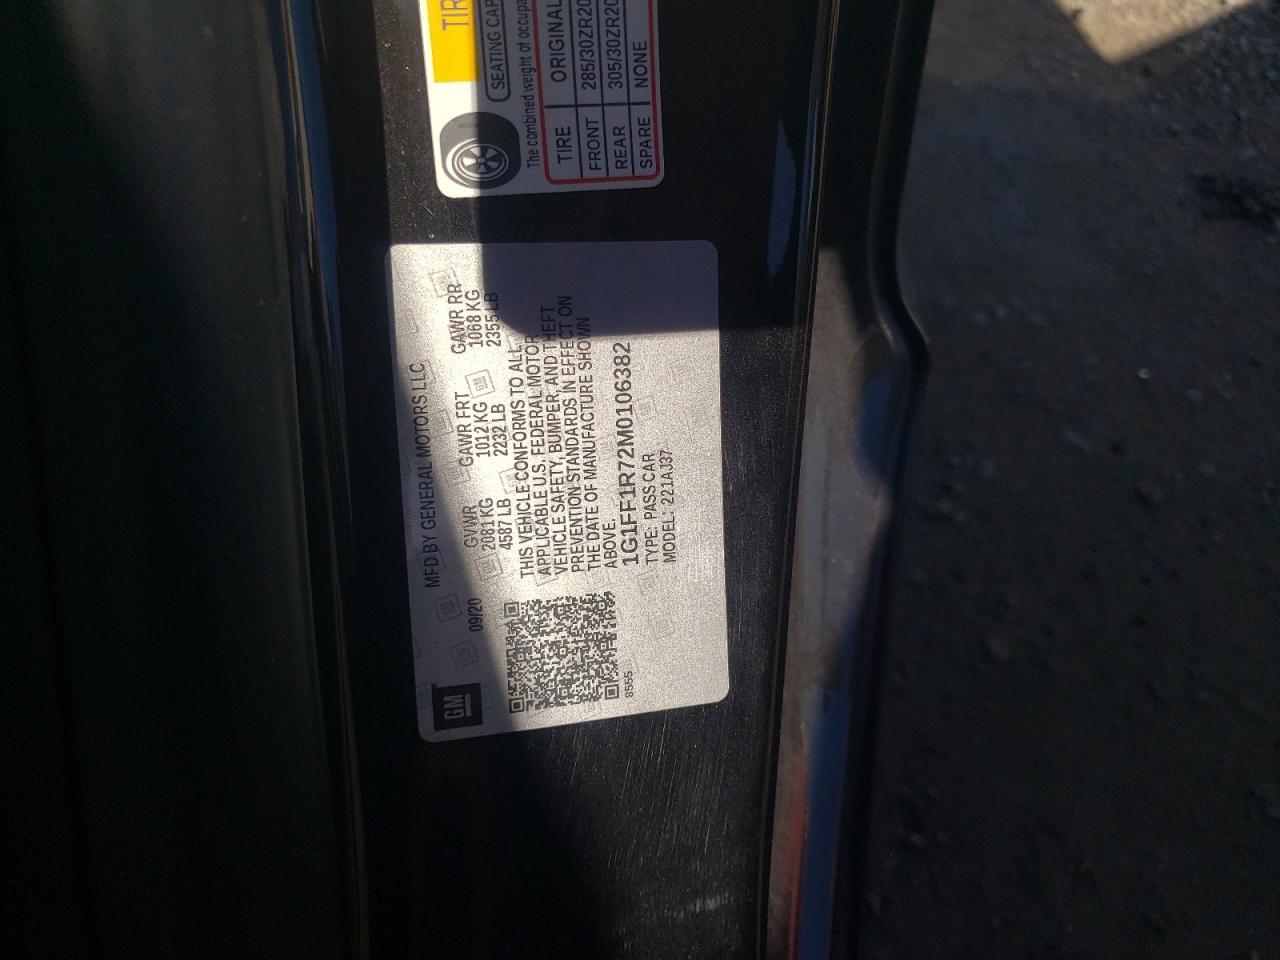 GM
MFD BY GENERAL MOTORS LLC
09/20
GVWR GAWR FRT GAWR RR
2081 KG 1012 KG 1068 KG
4587 LB 2232 LB 2355 LB
THIS VEHICLE CONFORMS TO ALL
APPLICABLE U.S. FEDERAL MOTOR
VEHICLE SAFETY, BUMPER, AND THEFT
PREVENTION STANDARDS IN EFFECT ON
THE DATE OF MANUFACTURE SHOWN
ABOVE.
1G1FF1R72M0106382
TYPE: PASS CAR
MODEL: 221AJ37
8555
TIR
SEATING CAP
The combined weight of occupa
TIRE ORIGINAL
FRONT 285/30ZR20
REAR 305/30ZR20
SPARE NONE